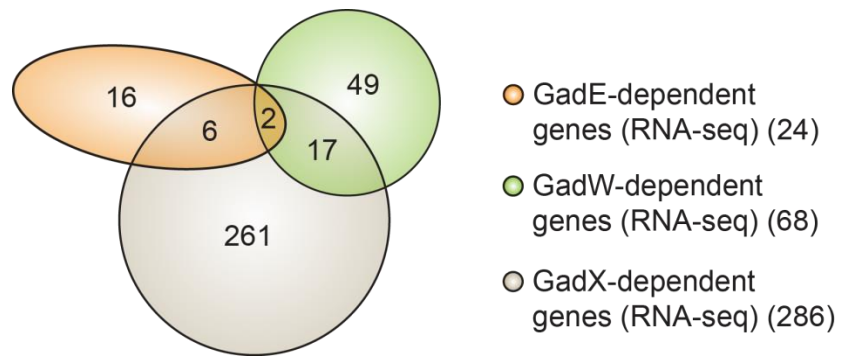 16
6
2
49
17
261
GadE-dependent
genes (RNA-seq) (24)
GadW-dependent
genes (RNA-seq) (68)
GadX-dependent
genes (RNA-seq) (286)